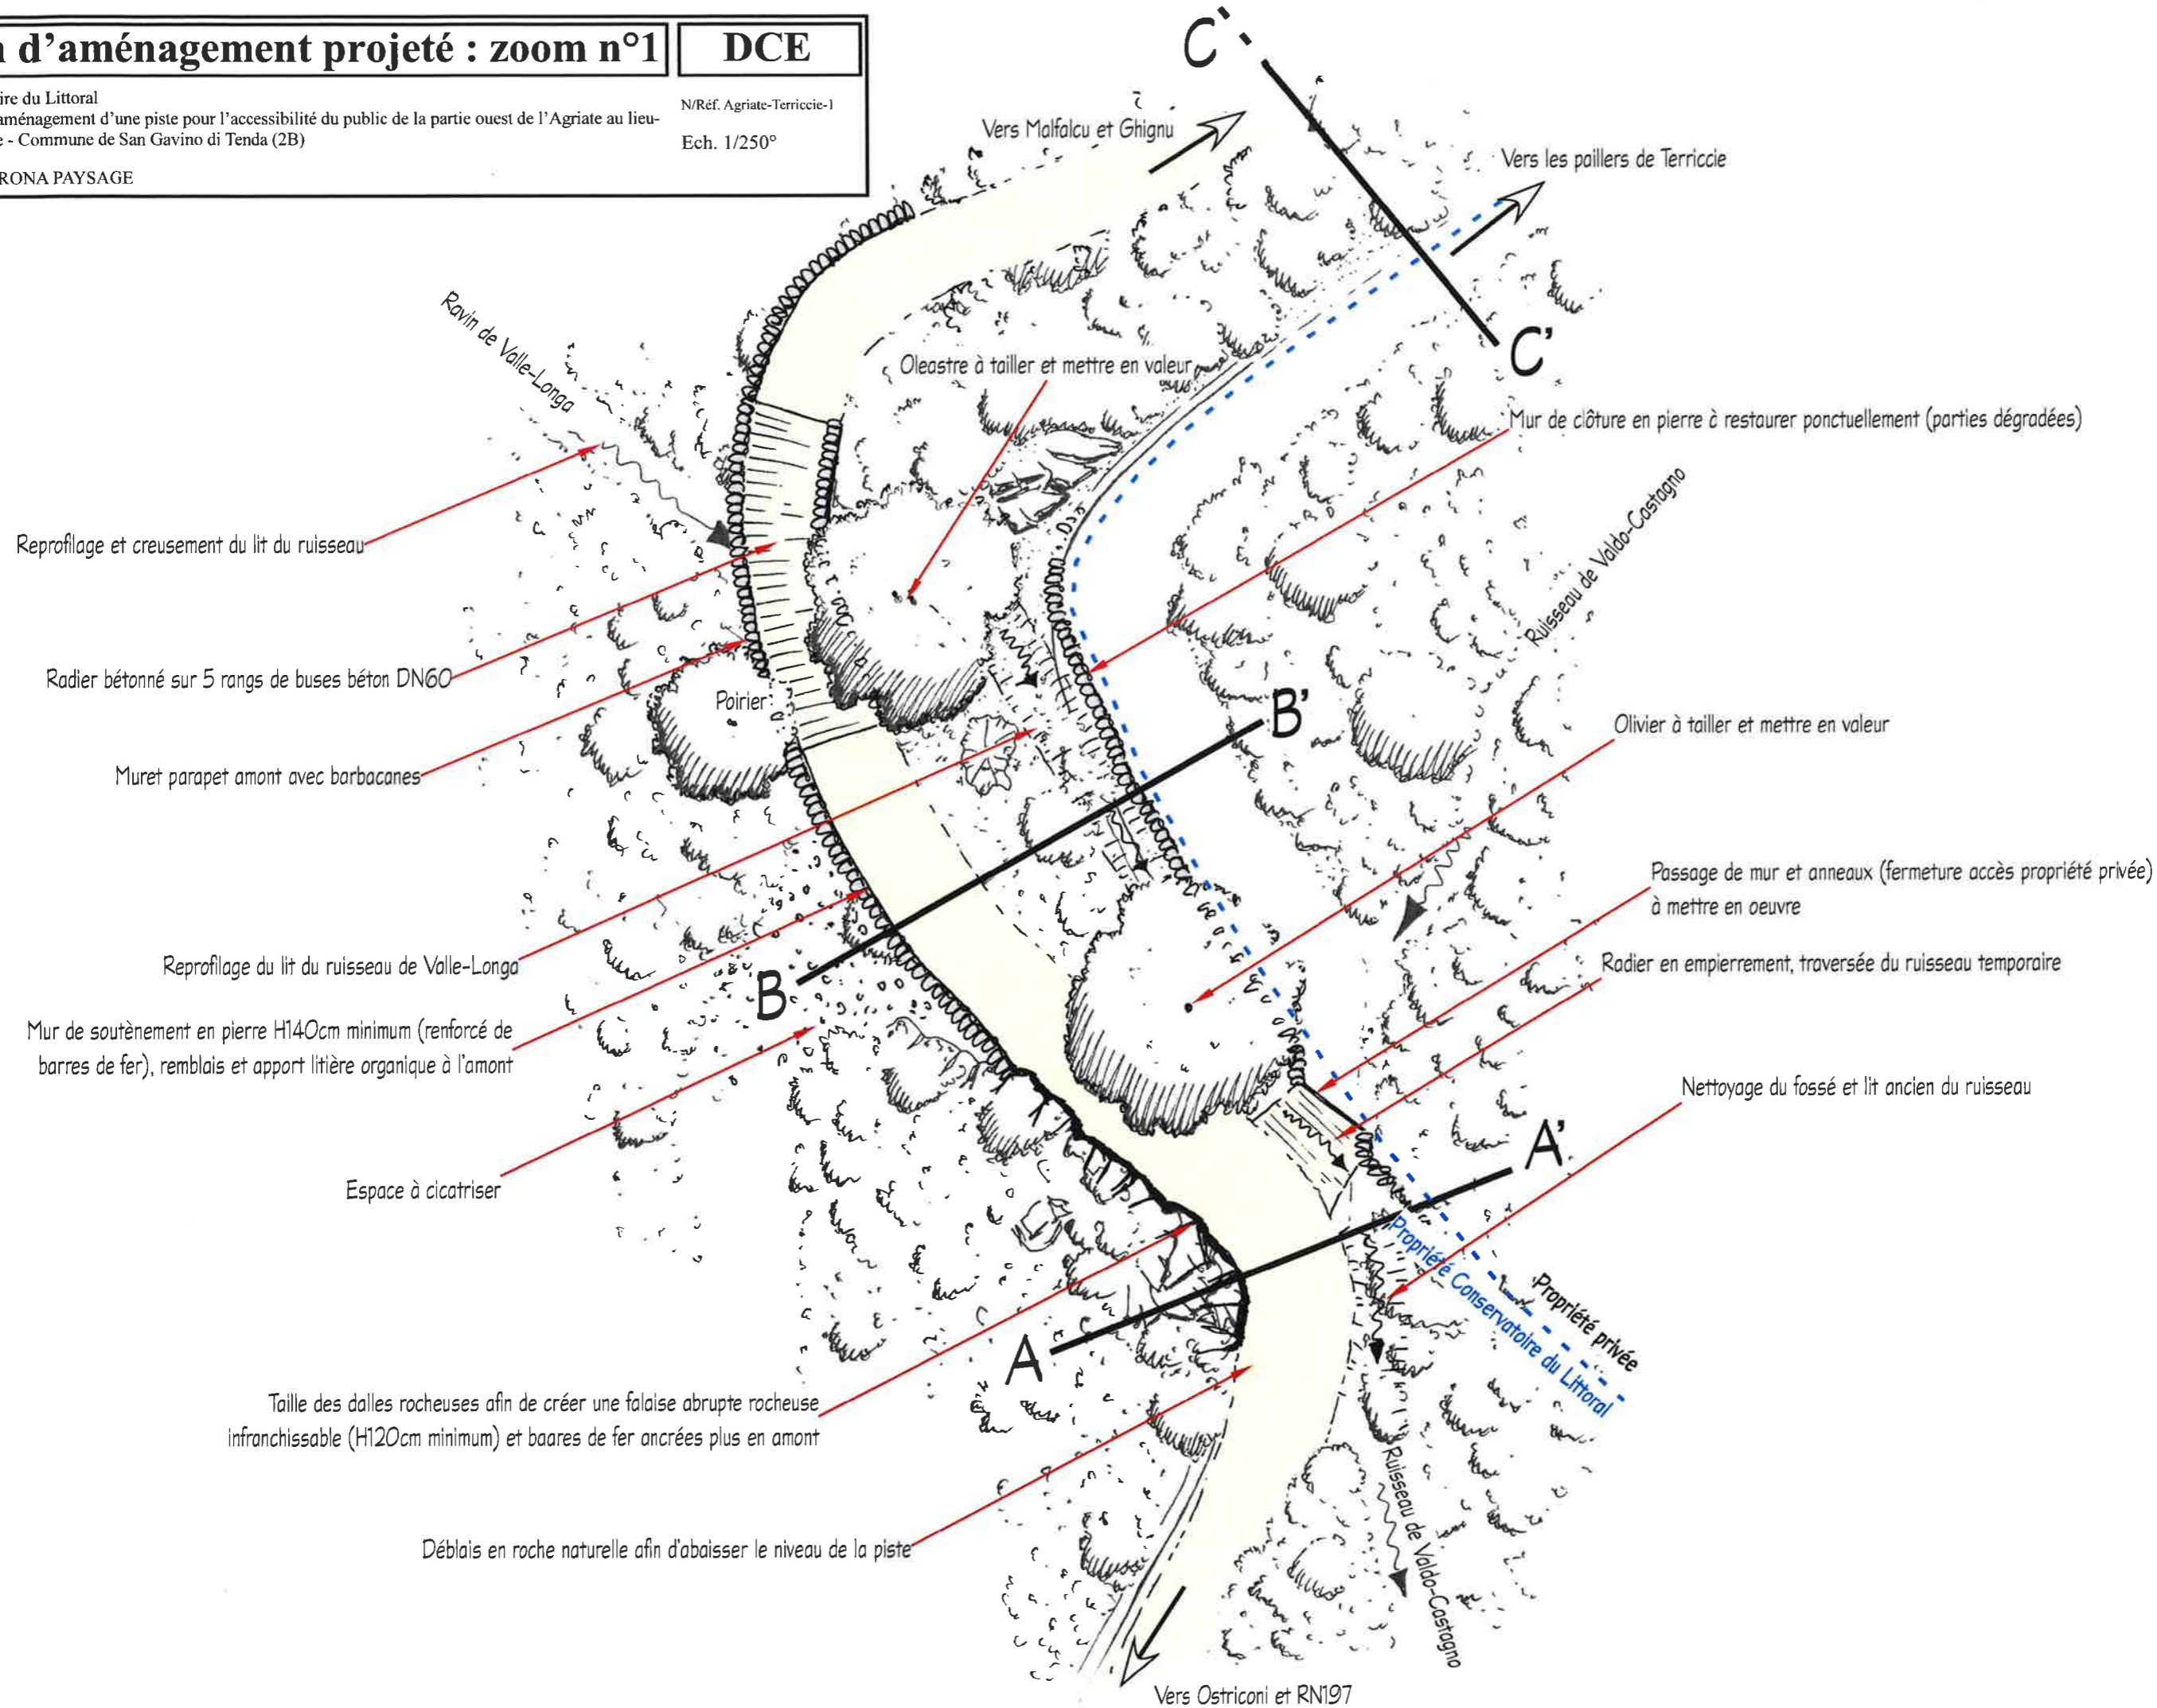 d'aménagement projeté : zoom n°1
DCE
ire du Littoral
aménagement d'une piste pour l'accessibilité du public de la partie ouest de l'Agriate au lieu-
- Commune de San Gavino di Tenda (2B)
RONA PAYSAGE
N/Réf. Agriate-Terriccie-1
Ech. 1/250°
C'
Vers Malfalcu et Ghignu
Vers les paillers de Terriccie
Ravin de Valle-Longa
Oleastre à tailler et mettre en valeur
C'
Mur de clôture en pierre à restaurer ponctuellement (parties dégradées)
Ruisseau de Valdo-Castagno
Reprofilage et creusement du lit du ruisseau
Radier bétonné sur 5 rangs de buses béton DN60
Poirier
B'
Olivier à tailler et mettre en valeur
Muret parapet amont avec barbacanes
Passage de mur et anneaux (fermeture accès propriété privée)
à mettre en oeuvre
Reprofilage du lit du ruisseau de Valle-Longa
B
Radier en empierrement, traversée du ruisseau temporaire
Mur de soutènement en pierre H140cm minimum (renforcé de
barres de fer), remblais et apport litière organique à l'amont
Nettoyage du fossé et lit ancien du ruisseau
A'
Espace à cicatriser
Propriété privée
Propriété Conservatoire du Littoral
A
Taille des dalles rocheuses afin de créer une falaise abrupte rocheuse
infranchissable (H120cm minimum) et baares de fer ancrées plus en amont
Déblais en roche naturelle afin d'abaisser le niveau de la piste
Ruisseau de Valdo-Castagno
Vers Ostriconi et RN197